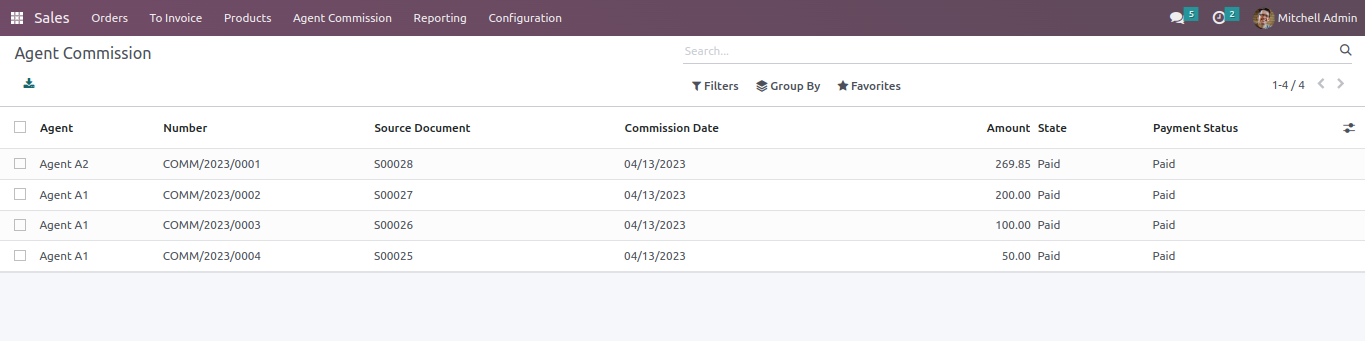 Sales Orders To Invoice Products Agent Commission Reporting Configuration 5 2 Mitchell Admin
Agent Commission Search...
Filters Group By Favorites 1-4 / 4
Agent Number Source Document Commission Date Amount State Payment Status
Agent A2 COMM/2023/0001 S00028 04/13/2023 269.85 Paid Paid
Agent A1 COMM/2023/0002 S00027 04/13/2023 200.00 Paid Paid
Agent A1 COMM/2023/0003 S00026 04/13/2023 100.00 Paid Paid
Agent A1 COMM/2023/0004 S00025 04/13/2023 50.00 Paid Paid